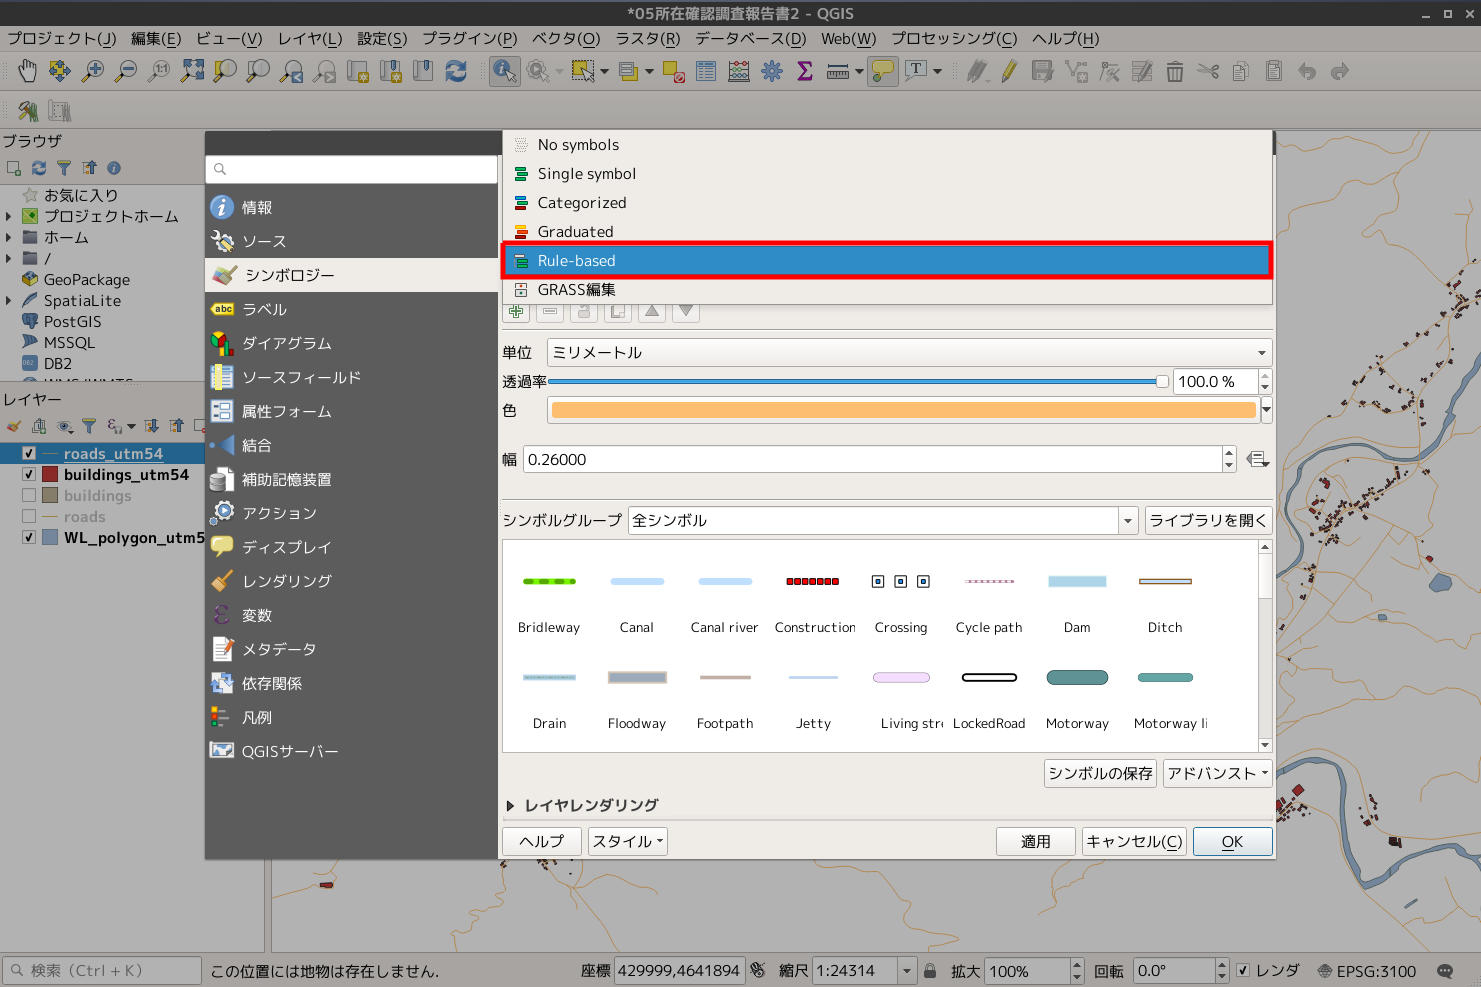 *05所在確認調査報告書2 - QGIS
プロジェクト(J) 編集(E) ビュー(V) レイヤ(L) 設定(S) プラグイン(P) ベクタ(O) ラスタ(R) データベース(D) Web(W) プロセッシング(C) ヘルプ(H)
ブラウザ
お気に入り
プロジェクトホーム
ホーム
/
GeoPackage
SpatiaLite
PostGIS
MSSQL
DB2
レイヤー
roads_utm54
buildings_utm54
buildings
roads
WL_polygon_utm5
情報
ソース
シンボロジー
abc ラベル
ダイアグラム
ソースフィールド
属性フォーム
結合
補助記憶装置
アクション
ディスプレイ
レンダリング
変数
メタデータ
依存関係
凡例
QGISサーバー
No symbols
Single symbol
Categorized
Graduated
Rule-based
GRASS編集
単位 ミリメートル
透過率 100.0 %
色
幅 0.26000
シンボルグループ 全シンボル ライブラリを開く
Bridleway Canal Canal river Construction Crossing Cycle path Dam Ditch
Drain Floodway Footpath Jetty Living stre LockedRoad Motorway Motorway li
シンボルの保存 アドバンスト
レイヤレンダリング
ヘルプ スタイル 適用 キャンセル(C) OK
検索 (Ctrl + K) この位置には地物は存在しません. 座標 429999,4641894 縮尺 1:24314 拡大 100% 回転 0.0° レンダ EPSG:3100